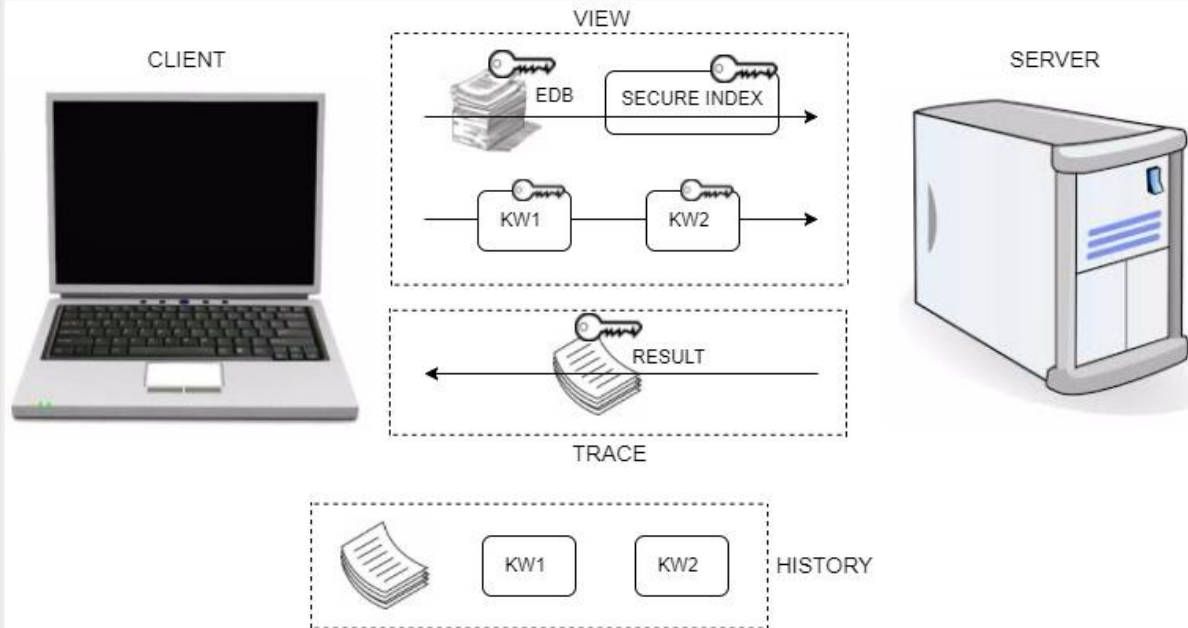 VIEW
CLIENT
SERVER
EDB
SECURE INDEX
KW1
KW2
RESULT
TRACE
KW1
KW2
HISTORY